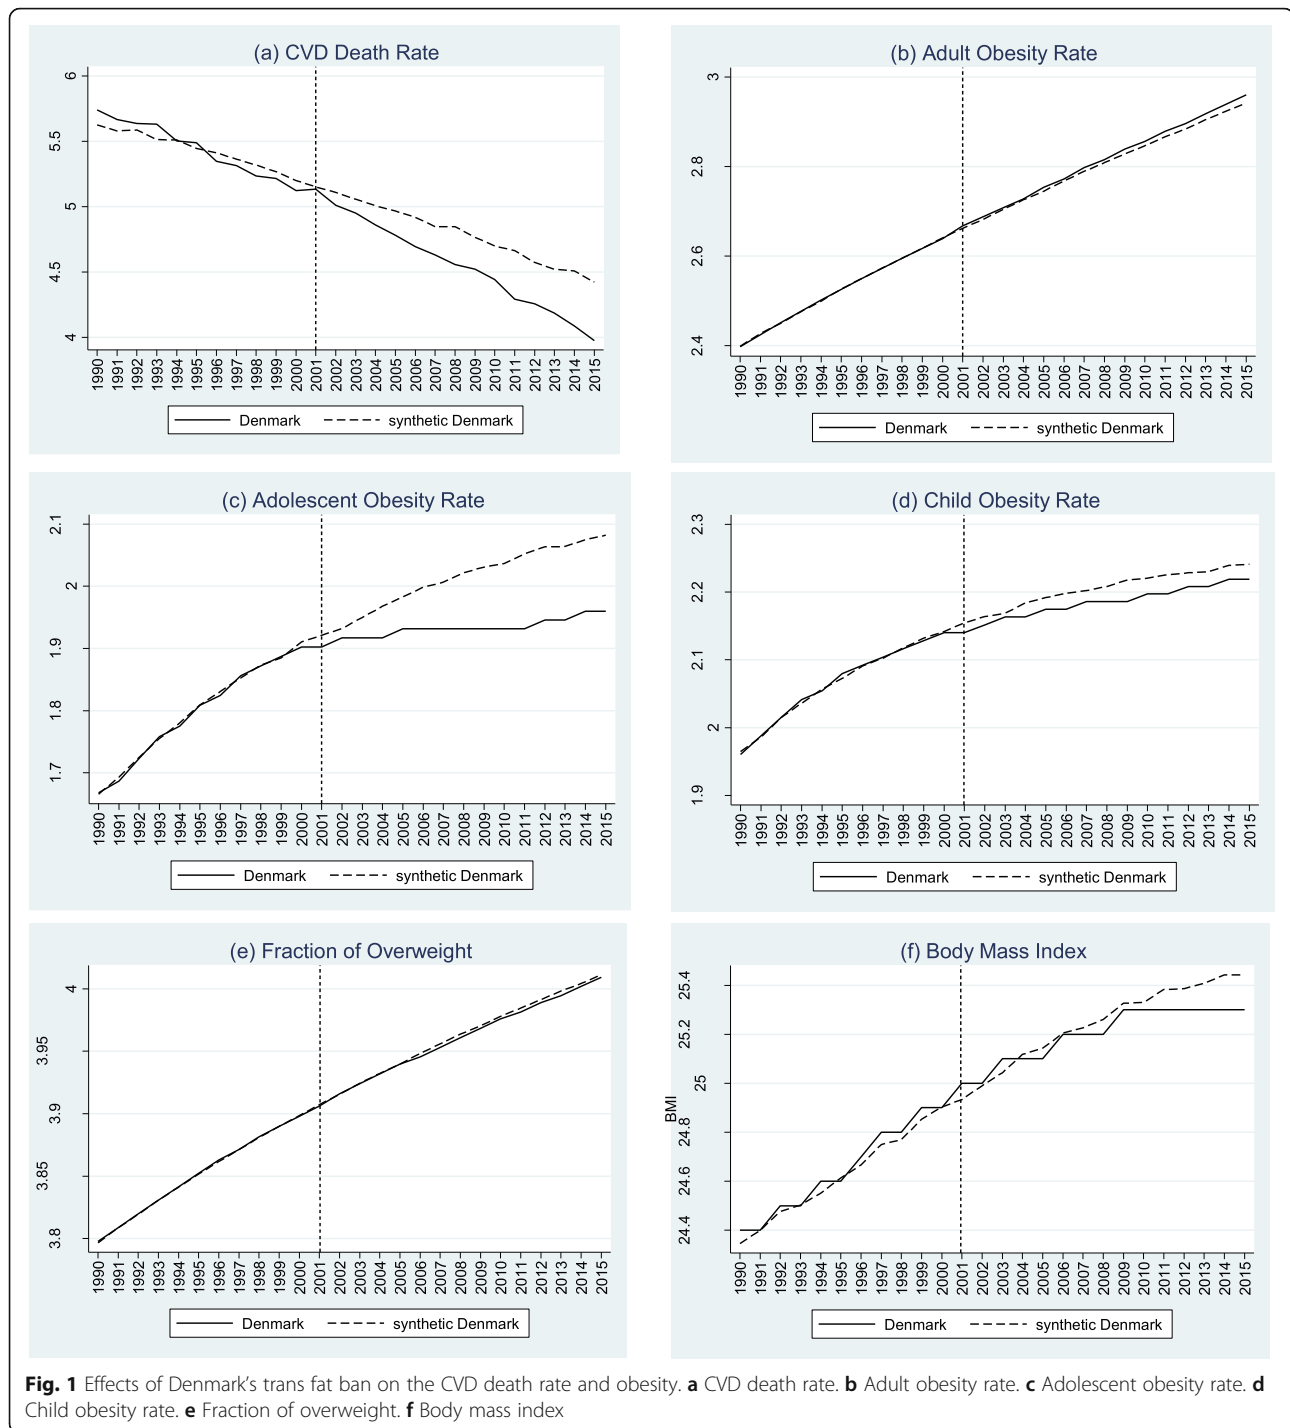 (a) CVD Death Rate
6
5.5
5
4.5
4
1990 1991 1992 1993 1994 1995 1996 1997 1998 1999 2000 2001 2002 2003 2004 2005 2006 2007 2008 2009 2010 2011 2012 2013 2014 2015
Denmark synthetic Denmark
(b) Adult Obesity Rate
3
2.8
2.6
2.4
1990 1991 1992 1993 1994 1995 1996 1997 1998 1999 2000 2001 2002 2003 2004 2005 2006 2007 2008 2009 2010 2011 2012 2013 2014 2015
Denmark synthetic Denmark
(c) Adolescent Obesity Rate
2.1
2
1.9
1.8
1.7
1990 1991 1992 1993 1994 1995 1996 1997 1998 1999 2000 2001 2002 2003 2004 2005 2006 2007 2008 2009 2010 2011 2012 2013 2014 2015
Denmark synthetic Denmark
(d) Child Obesity Rate
2.3
2.2
2.1
2
1.9
1990 1991 1992 1993 1994 1995 1996 1997 1998 1999 2000 2001 2002 2003 2004 2005 2006 2007 2008 2009 2010 2011 2012 2013 2014 2015
Denmark synthetic Denmark
(e) Fraction of Overweight
4
3.95
3.9
3.85
3.8
1990 1991 1992 1993 1994 1995 1996 1997 1998 1999 2000 2001 2002 2003 2004 2005 2006 2007 2008 2009 2010 2011 2012 2013 2014 2015
Denmark synthetic Denmark
(f) Body Mass Index
BMI
25.4
25.2
25
24.8
24.6
24.4
1990 1991 1992 1993 1994 1995 1996 1997 1998 1999 2000 2001 2002 2003 2004 2005 2006 2007 2008 2009 2010 2011 2012 2013 2014 2015
Denmark synthetic Denmark
Fig. 1 Effects of Denmark's trans fat ban on the CVD death rate and obesity. a CVD death rate. b Adult obesity rate. c Adolescent obesity rate. d
Child obesity rate. e Fraction of overweight. f Body mass index